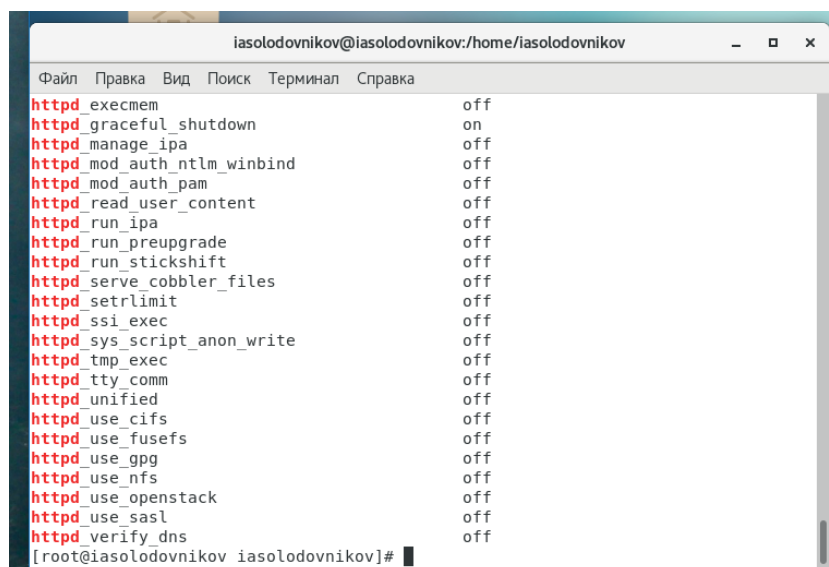 iasolodovnikov@iasolodovnikov:/home/iasolodovnikov
Файл Правка Вид Поиск Терминал Справка
httpd_execmem off
httpd_graceful_shutdown on
httpd_manage_ipa off
httpd_mod_auth_ntlm_winbind off
httpd_mod_auth_pam off
httpd_read_user_content off
httpd_run_ipa off
httpd_run_preupgrade off
httpd_run_stickshift off
httpd_serve_cobbler_files off
httpd_setrlimit off
httpd_ssi_exec off
httpd_sys_script_anon_write off
httpd_tmp_exec off
httpd_tty_comm off
httpd_unified off
httpd_use_cifs off
httpd_use_fusefs off
httpd_use_gpg off
httpd_use_nfs off
httpd_use_openstack off
httpd_use_sasl off
httpd_verify_dns off
[root@iasolodovnikov iasolodovnikov]#